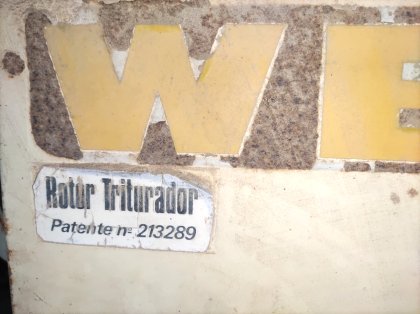 WE
Rotor Triturador
Patente nº 213289